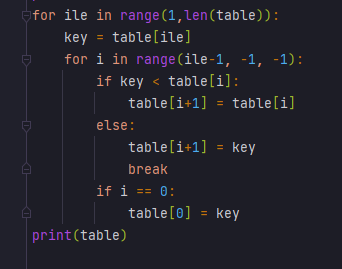 for ile in range(1,len(table)):
    key = table[ile]
    for i in range(ile-1, -1, -1):
        if key < table[i]:
            table[i+1] = table[i]
        else:
            table[i+1] = key
            break
        if i == 0:
            table[0] = key
print(table)